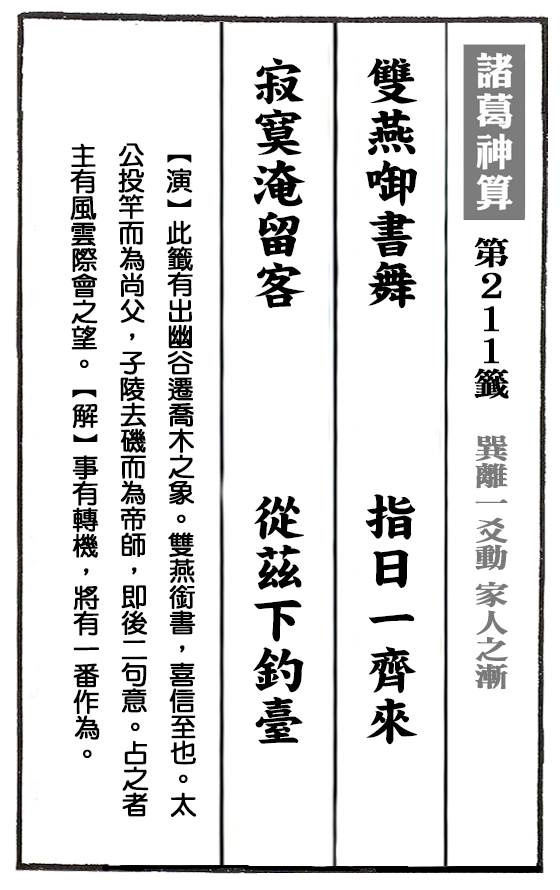 諸葛神算 第211籤 巽離一爻動 家人之漸
雙燕啣書舞 指日一齊來
寂寞淹留客 從茲下釣臺
【演】此籤有出幽谷遷喬木之象。雙燕銜書，喜信至也。太
公投竿而為尚父，子陵去磯而為帝師，即後二句意。占之者
主有風雲際會之望。【解】事有轉機，將有一番作為。